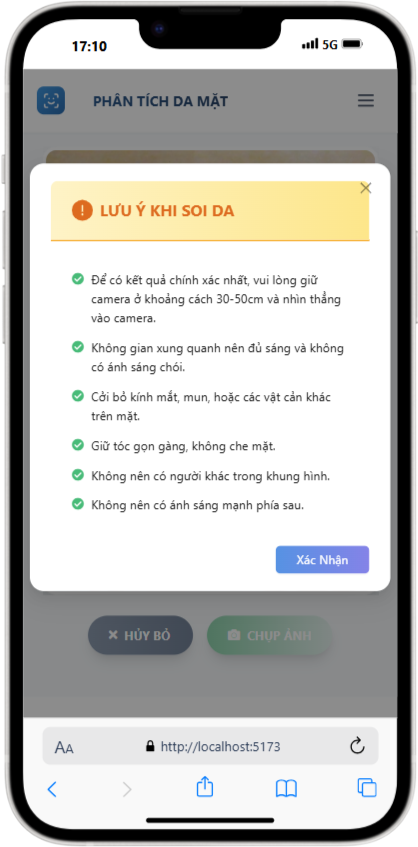 17:10
5G
PHÂN TÍCH DA MẶT
LƯU Ý KHI SOI DA
Để có kết quả chính xác nhất, vui lòng giữ
camera ở khoảng cách 30-50cm và nhìn thẳng
vào camera.
Không gian xung quanh nên đủ sáng và không
có ánh sáng chói.
Cởi bỏ kính mắt, mun, hoặc các vật cản khác
trên mặt.
Giữ tóc gọn gàng, không che mặt.
Không nên có người khác trong khung hình.
Không nên có ánh sáng mạnh phía sau.
Xác Nhận
HỦY BỎ
CHỤP ẢNH
AA
http://localhost:5173